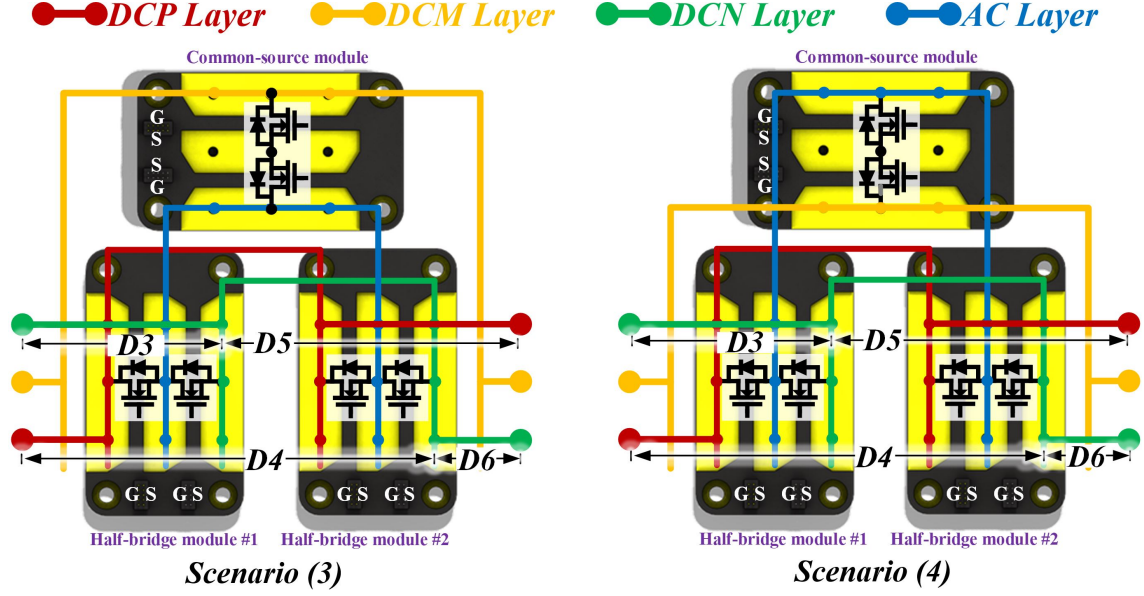 DCP Layer DCM Layer DCN Layer AC Layer
Common-source module
G
S
S
G
D3 D5
D4 D6
G S G S G S G S
Half-bridge module #1 Half-bridge module #2
Scenario (3)
Common-source module
G
S
S
G
D3 D5
D4 D6
G S G S G S G S
Half-bridge module #1 Half-bridge module #2
Scenario (4)